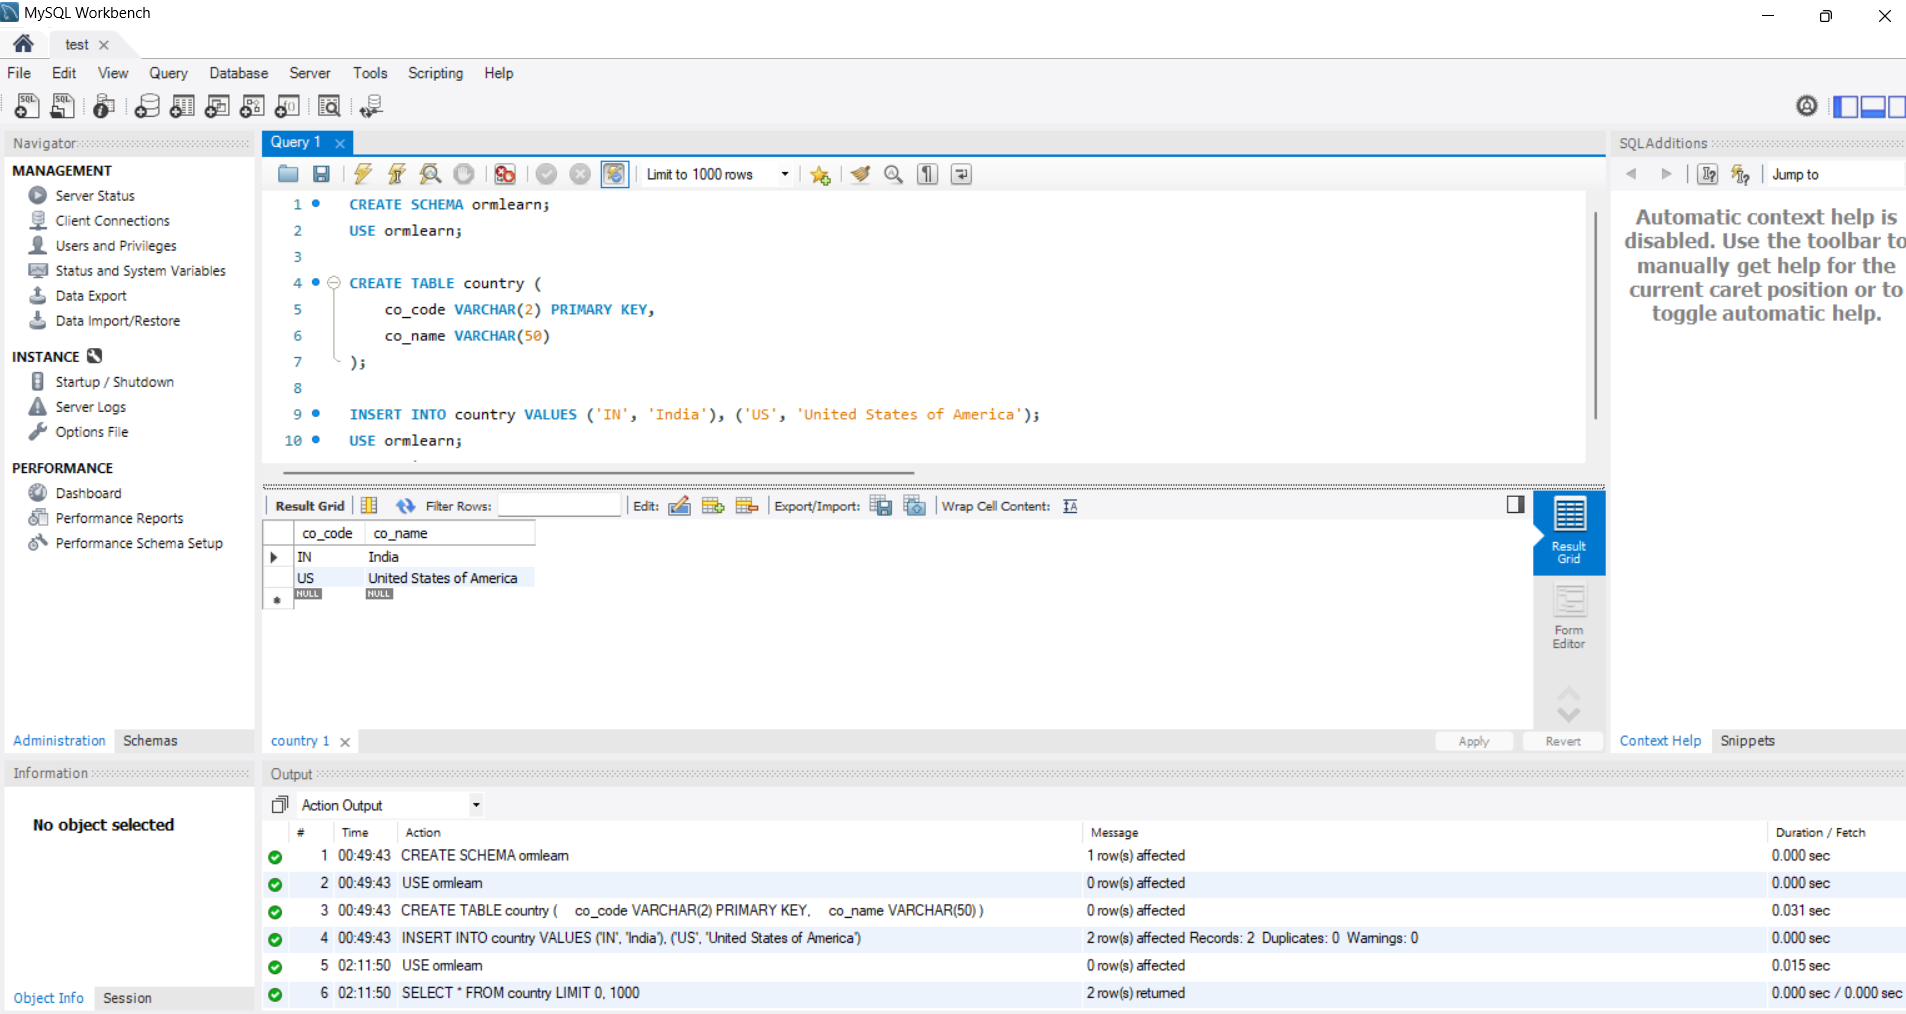 MySQL Workbench
test
File Edit View Query Database Server Tools Scripting Help
Navigator
MANAGEMENT
Server Status
Client Connections
Users and Privileges
Status and System Variables
Data Export
Data Import/Restore
INSTANCE
Startup / Shutdown
Server Logs
Options File
PERFORMANCE
Dashboard
Performance Reports
Performance Schema Setup
Administration Schemas
Information
No object selected
Object Info Session
Query 1
Limit to 1000 rows
1 CREATE SCHEMA ormlearn;
2 USE ormlearn;
3
4 CREATE TABLE country (
5 co_code VARCHAR(2) PRIMARY KEY,
6 co_name VARCHAR(50)
7 );
8
9 INSERT INTO country VALUES ('IN', 'India'), ('US', 'United States of America');
10 USE ormlearn;
Result Grid Filter Rows: Edit: Export/Import: Wrap Cell Content:
co_code co_name
IN India
US United States of America
NULL NULL
Result
Grid
Form
Editor
country 1 Apply Revert
SQLAdditions
Jump to
Automatic context help is
disabled. Use the toolbar to
manually get help for the
current caret position or to
toggle automatic help.
Context Help Snippets
Output
Action Output
# Time Action Message Duration / Fetch
1 00:49:43 CREATE SCHEMA ormlearn 1 row(s) affected 0.000 sec
2 00:49:43 USE ormlearn 0 row(s) affected 0.000 sec
3 00:49:43 CREATE TABLE country ( co_code VARCHAR(2) PRIMARY KEY, co_name VARCHAR(50) ) 0 row(s) affected 0.031 sec
4 00:49:43 INSERT INTO country VALUES ('IN', 'India'), ('US', 'United States of America') 2 row(s) affected Records: 2 Duplicates: 0 Warnings: 0 0.000 sec
5 02:11:50 USE ormlearn 0 row(s) affected 0.015 sec
6 02:11:50 SELECT * FROM country LIMIT 0, 1000 2 row(s) returned 0.000 sec / 0.000 sec